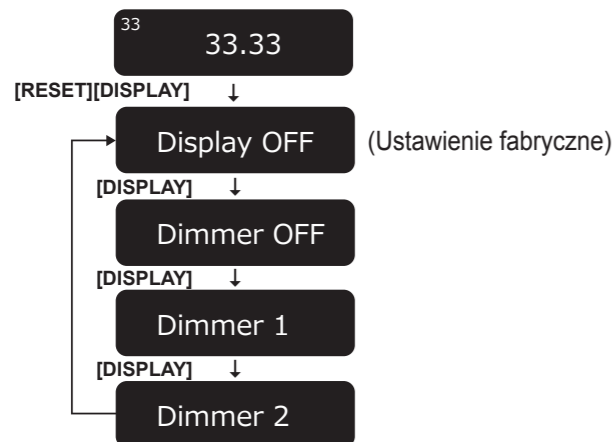 33
33.33
[RESET][DISPLAY] ↓
Display OFF (Ustawienie fabryczne)
[DISPLAY] ↓
Dimmer OFF
[DISPLAY] ↓
Dimmer 1
[DISPLAY] ↓
Dimmer 2